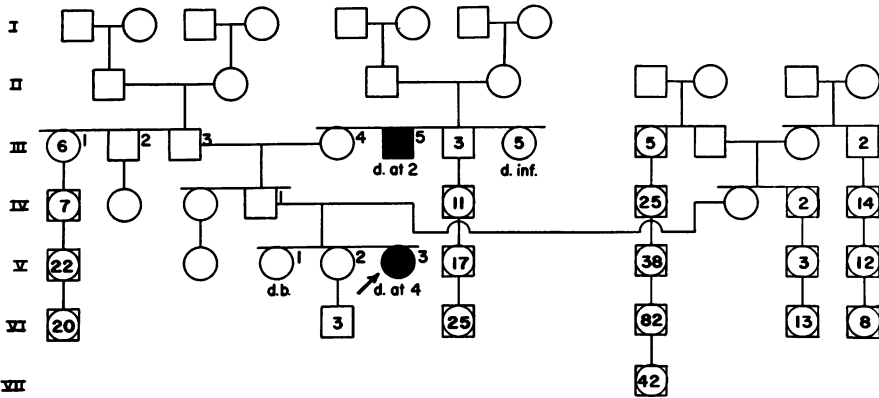 I
II
III 6 1 2 3 4 5 3 5 5 2
d. at 2 d. inf.
IV 7 1 11 25 2 14
V 22 1 2 3 17 38 3 12
d.b. d. at 4
VI 20 3 25 82 13 8
VII 42